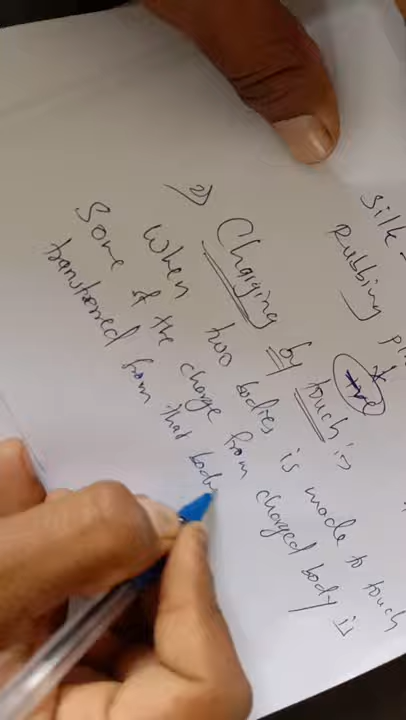 Silk -
Rubbing
+ve
2) Charging by touch :-
When two bodies is made to touch
Some of the charge from charged body is
transferred from that body